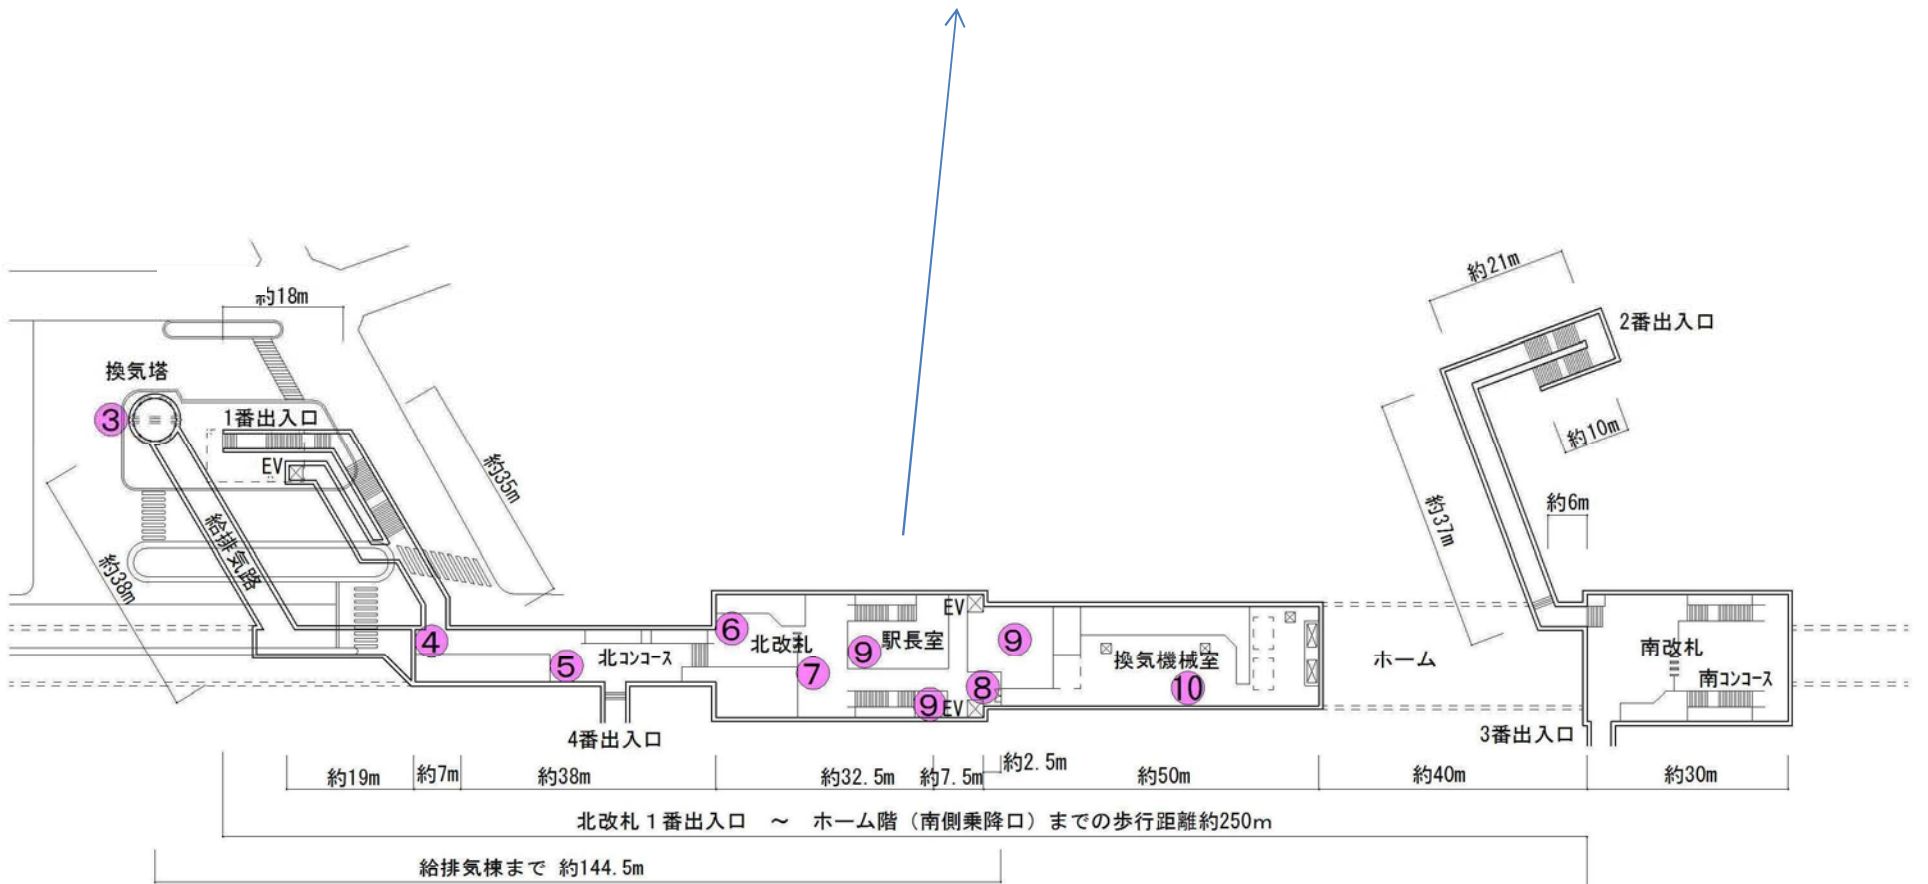 約21m
約18m
2番出入口
換気塔
③
1番出入口
約10m
EV
約35m
約6m
約37m
給排気路
約38m
④
⑤
北コンコース
⑥
北改札
⑦
⑨
駅長室
EV
⑨
⑧
⑨
EV
換気機械室
⑩
ホーム
南改札
南コンコース
4番出入口
3番出入口
約19m
約7m
約38m
約32.5m
約7.5m
約2.5m
約50m
約40m
約30m
北改札1番出入口 ～ ホーム階(南側乗降口)までの歩行距離約250m
給排気棟まで 約144.5m